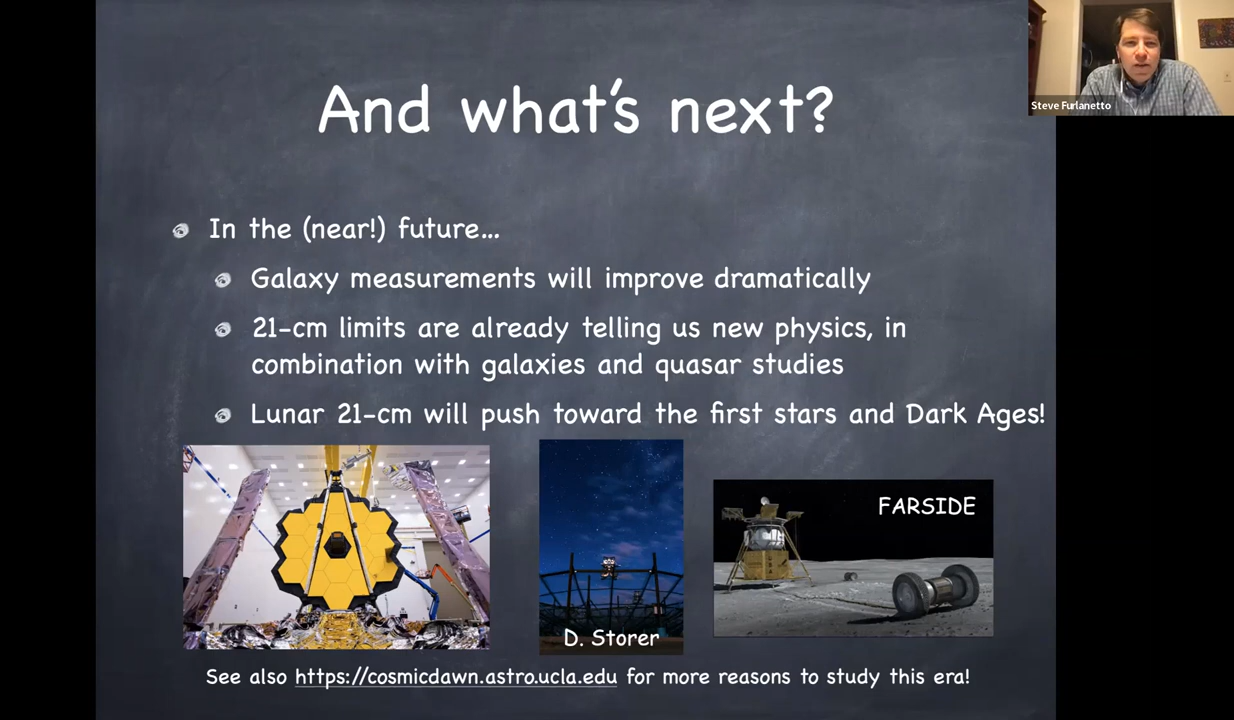 Steve Furlanetto
And what's next?
In the (near!) future...
Galaxy measurements will improve dramatically
21-cm limits are already telling us new physics, in
combination with galaxies and quasar studies
Lunar 21-cm will push toward the first stars and Dark Ages!
FARSIDE
D. Storer
See also https://cosmicdawn.astro.ucla.edu for more reasons to study this era!